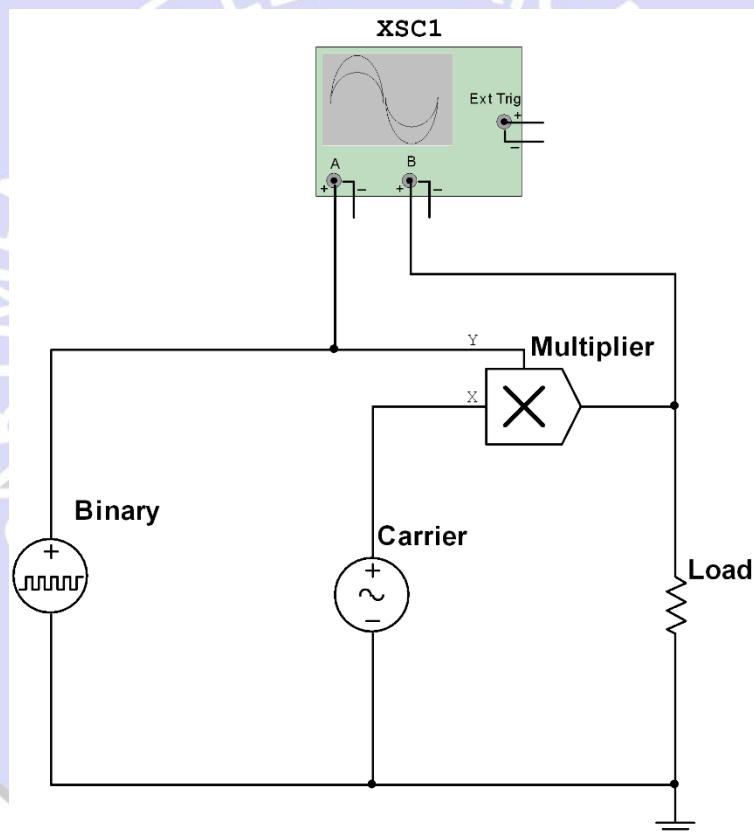 XSC1
Ext Trig
+
−
A
B
+ −
+ −
Y
Multiplier
X
Binary
+
Carrier
+
−
Load